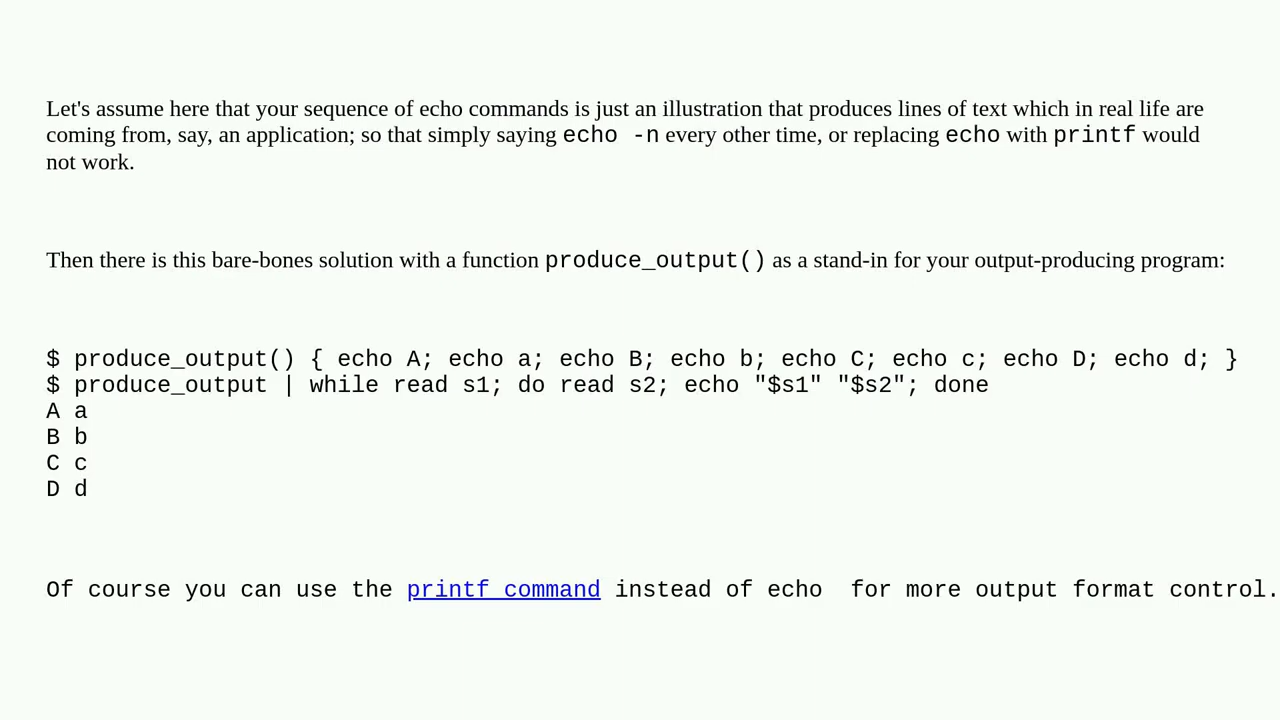 Let's assume here that your sequence of echo commands is just an illustration that produces lines of text which in real life are
coming from, say, an application; so that simply saying echo -n every other time, or replacing echo with printf would
not work.
Then there is this bare-bones solution with a function produce_output() as a stand-in for your output-producing program:
$ produce_output() { echo A; echo a; echo B; echo b; echo C; echo c; echo D; echo d; }
$ produce_output | while read s1; do read s2; echo "$s1" "$s2"; done
A a
B b
C c
D d
Of course you can use the printf command instead of echo  for more output format control.